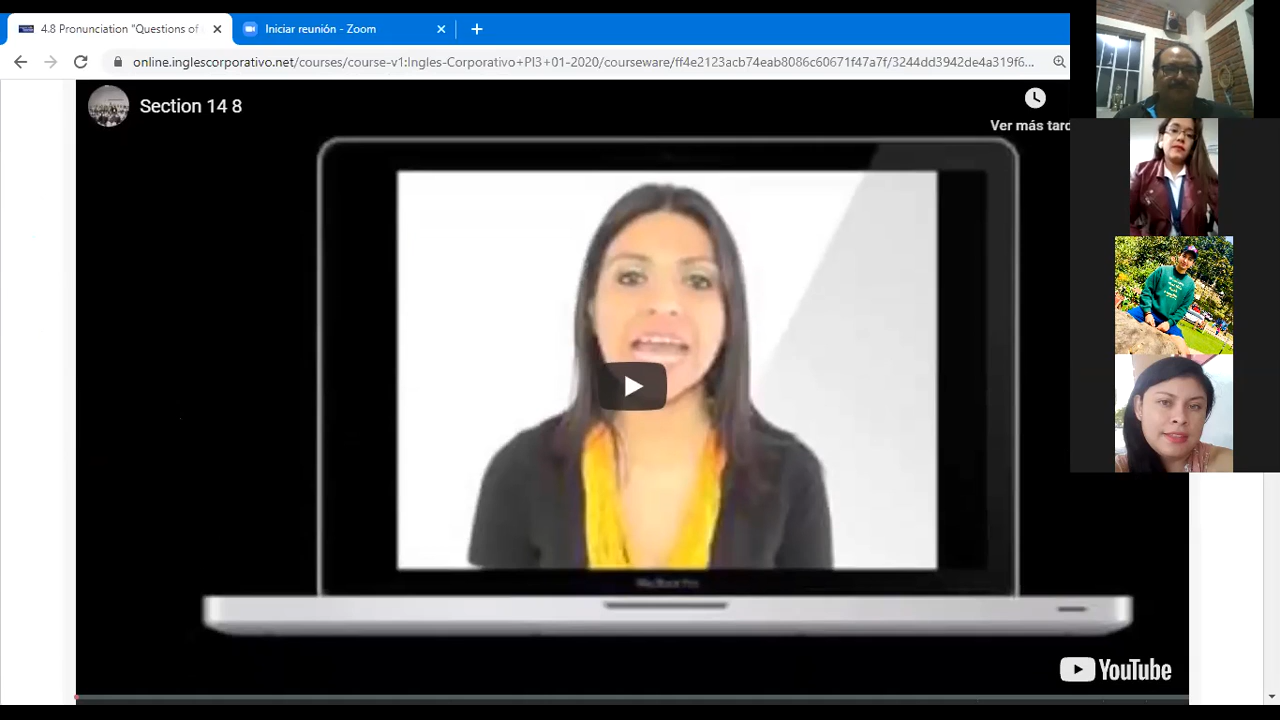 4.8 Pronunciation "Questions of
Iniciar reunión - Zoom
online.inglescorporativo.net/courses/course-v1:Ingles-Corporativo+PI3+01-2020/courseware/ff4e2123acb74eab8086c60671f47a7f/3244dd3942de4a319f6...
Section 14 8
Ver más tard
YouTube